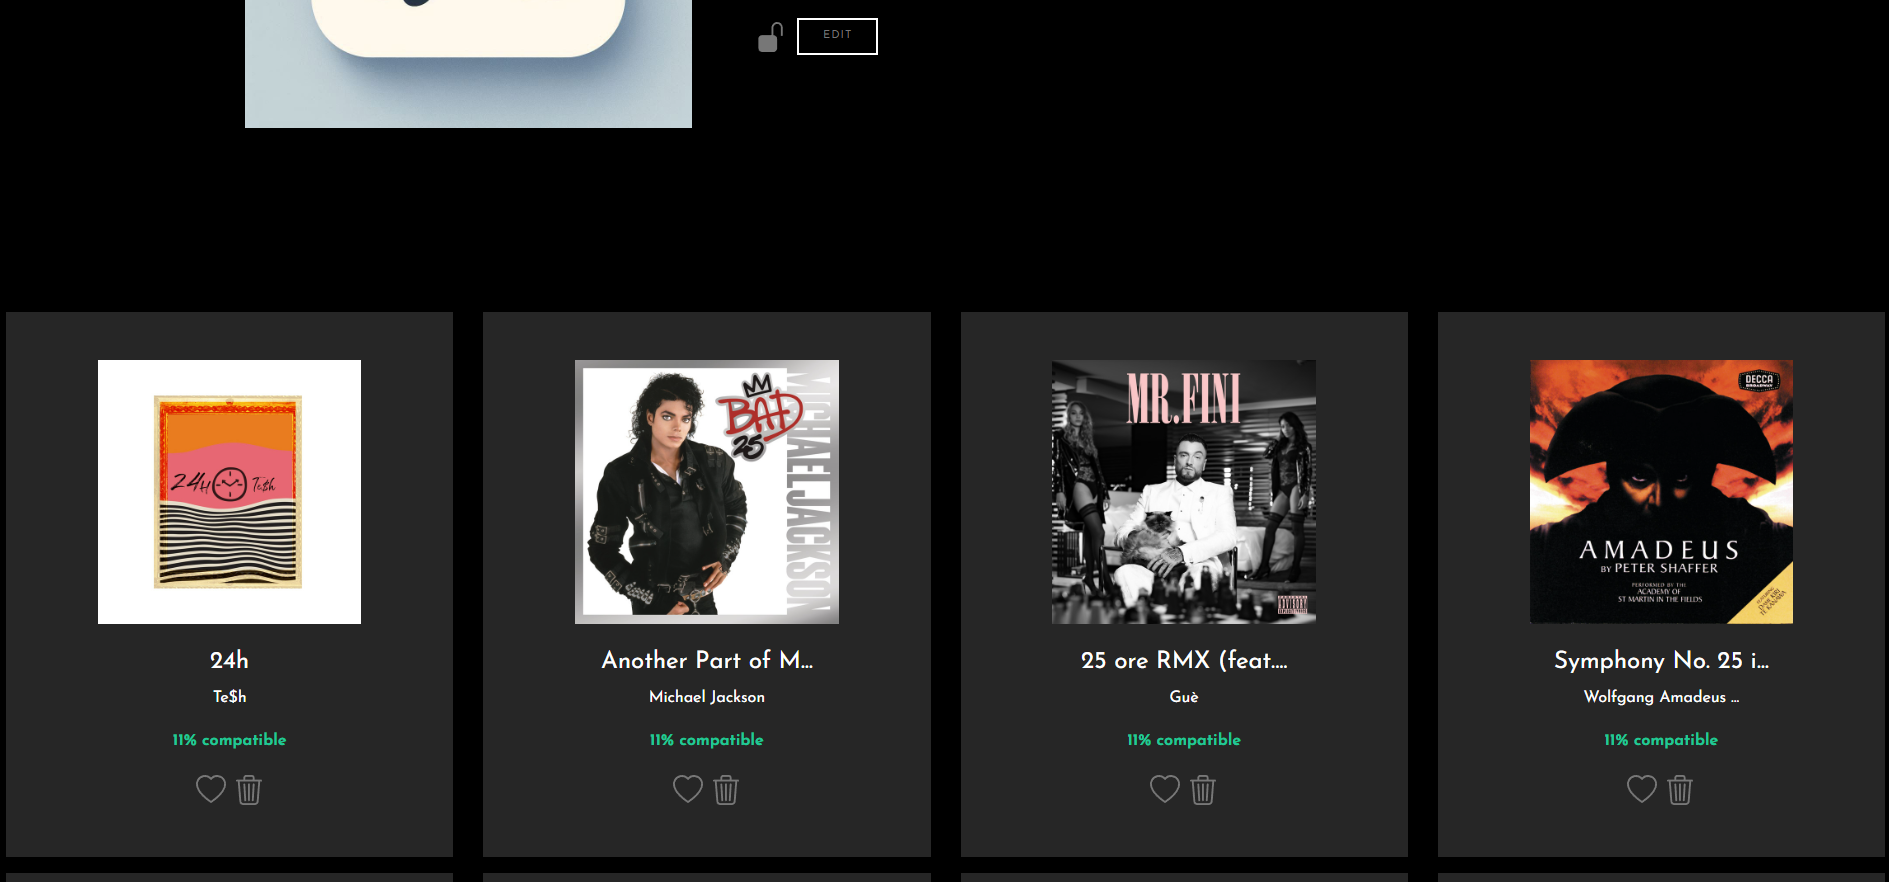 EDIT
24H Te$h
BAD
25
MICHAEL JACKSON
MR.FINI
ADVISORY
DECCA
BROADWAY
AMADEUS
BY PETER SHAFFER
PERFORMED BY THE
ACADEMY OF
ST MARTIN IN THE FIELDS
24h
Another Part of M...
25 ore RMX (feat....
Symphony No. 25 i...
Te$h
Michael Jackson
Guè
Wolfgang Amadeus ...
11% compatible
11% compatible
11% compatible
11% compatible